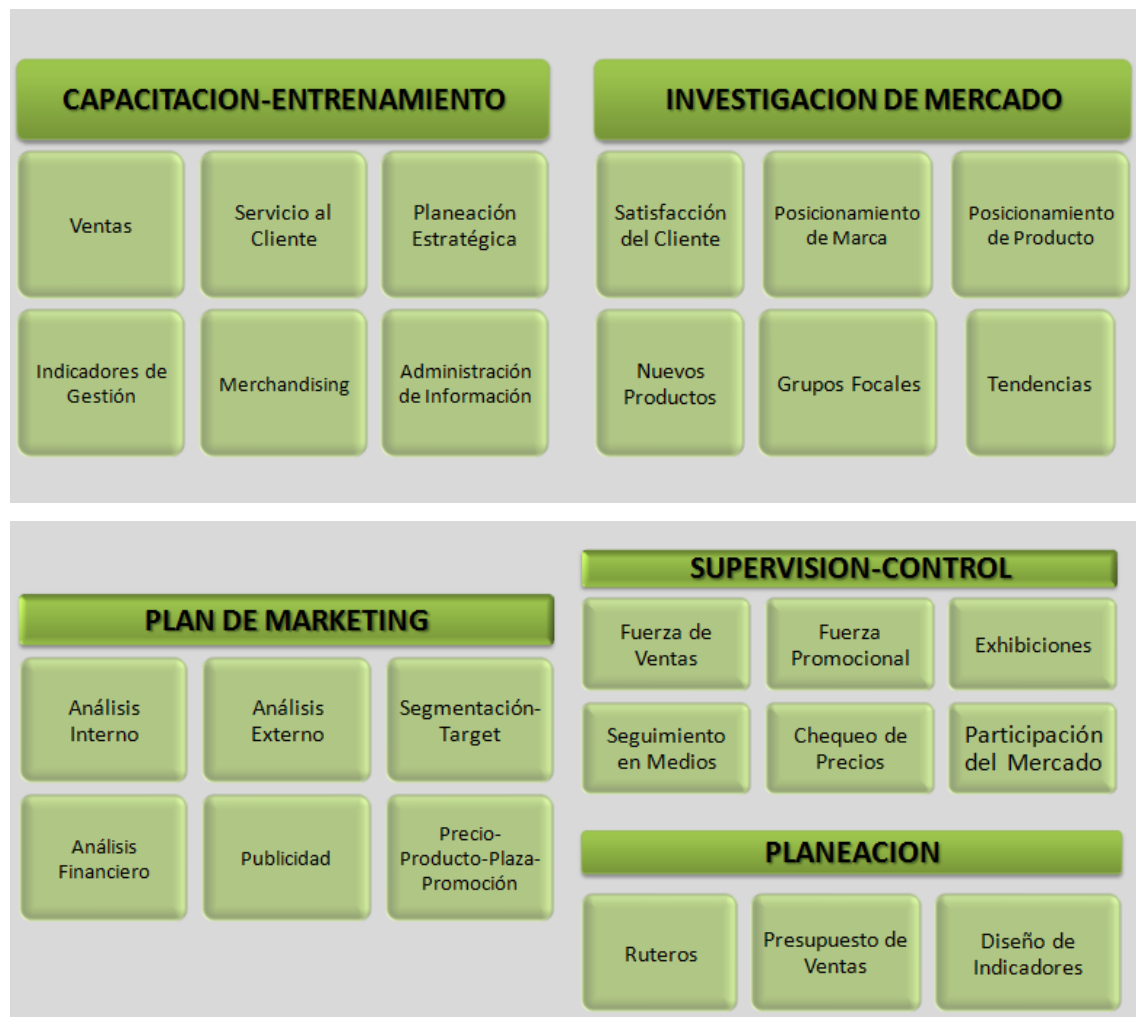 CAPACITACION-ENTRENAMIENTO
Ventas
Servicio al
Cliente
Planeación
Estratégica
Indicadores de
Gestión
Merchandising
Administración
de Información
INVESTIGACION DE MERCADO
Satisfacción
del Cliente
Posicionamiento
de Marca
Posicionamiento
de Producto
Nuevos
Productos
Grupos Focales
Tendencias
PLAN DE MARKETING
Análisis
Interno
Análisis
Externo
Segmentación-
Target
Análisis
Financiero
Publicidad
Precio-
Producto-Plaza-
Promoción
SUPERVISION-CONTROL
Fuerza de
Ventas
Fuerza
Promocional
Exhibiciones
Seguimiento
en Medios
Chequeo de
Precios
Participación
del Mercado
PLANEACION
Ruteros
Presupuesto de
Ventas
Diseño de
Indicadores